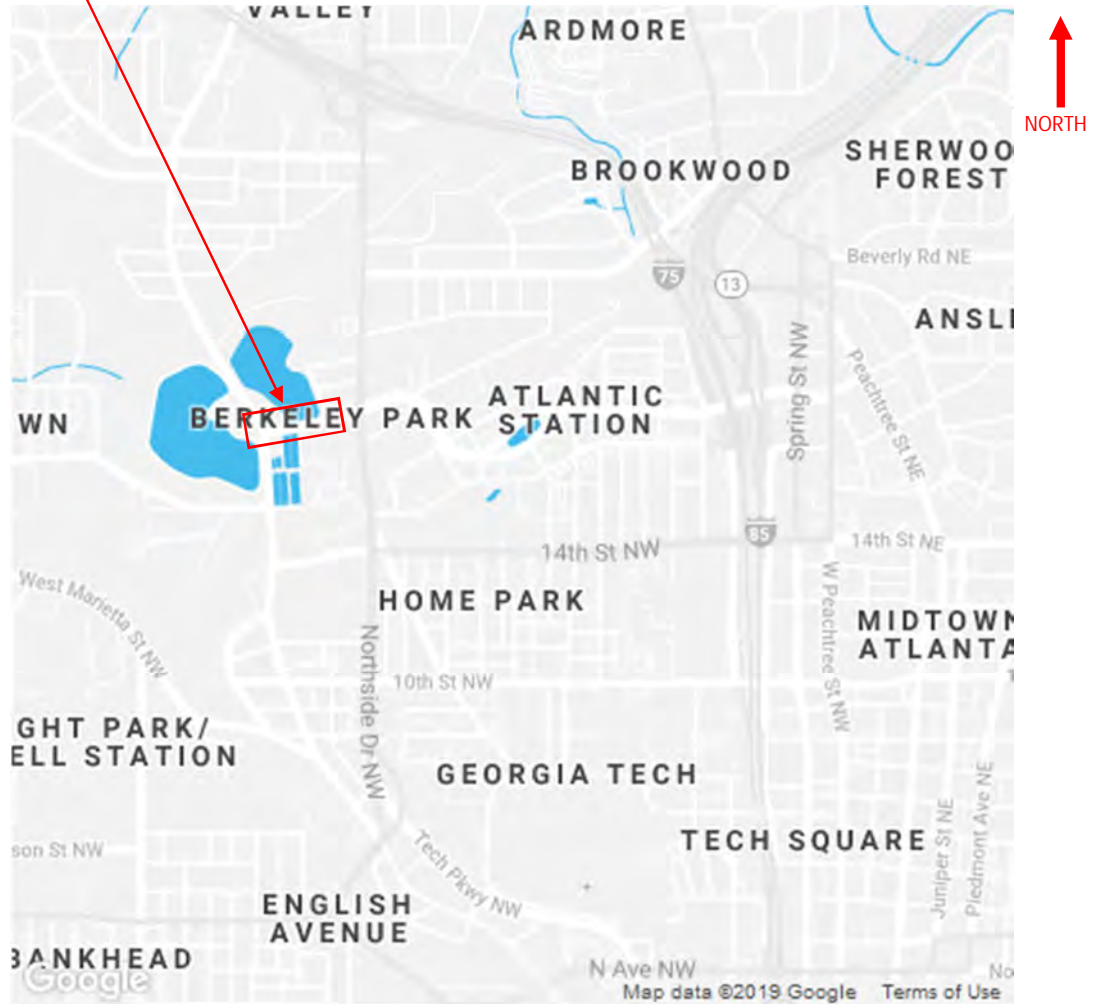 VALLEY
ARDMORE
NORTH
BROOKWOOD
SHERWOO
FOREST
Beverly Rd NE
75
13
ANSL
Spring St NW
Peachtree St NE
ATLANTIC
STATION
WN
BERKELEY PARK
85
14th St NW
14th St NE
West Marietta St NW
HOME PARK
W Peachtree St NW
MIDTOWN
ATLANTA
Northside Dr NW
10th St NW
GHT PARK/
ELL STATION
GEORGIA TECH
TECH SQUARE
Juniper St NE
Piedmont Ave NE
son St NW
Tech Pkwy NW
ENGLISH
AVENUE
BANKHEAD
Google
N Ave NW
No
Map data ©2019 Google
Terms of Use